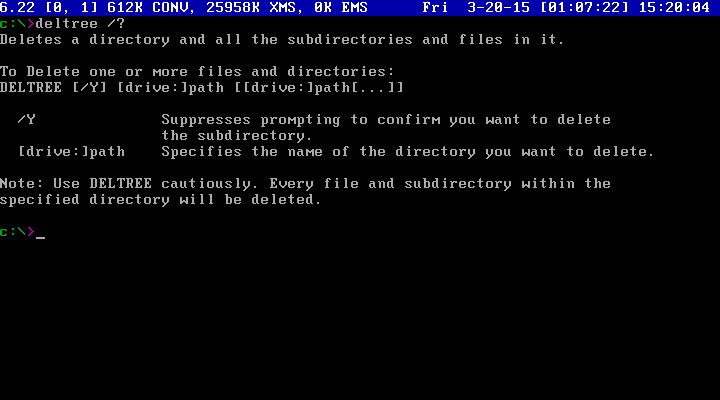 6.22 [0, 1] 612K CONV, 25958K XMS, 0K EMS Fri 3-20-15 [01:07:22] 15:20:04
c:\>deltree /?
Deletes a directory and all the subdirectories and files in it.
To Delete one or more files and directories:
DELTREE [/Y] [drive:]path [[drive:]path[...]]
/Y Suppresses prompting to confirm you want to delete
the subdirectory.
[drive:]path Specifies the name of the directory you want to delete.
Note: Use DELTREE cautiously. Every file and subdirectory within the
specified directory will be deleted.
c:\>_